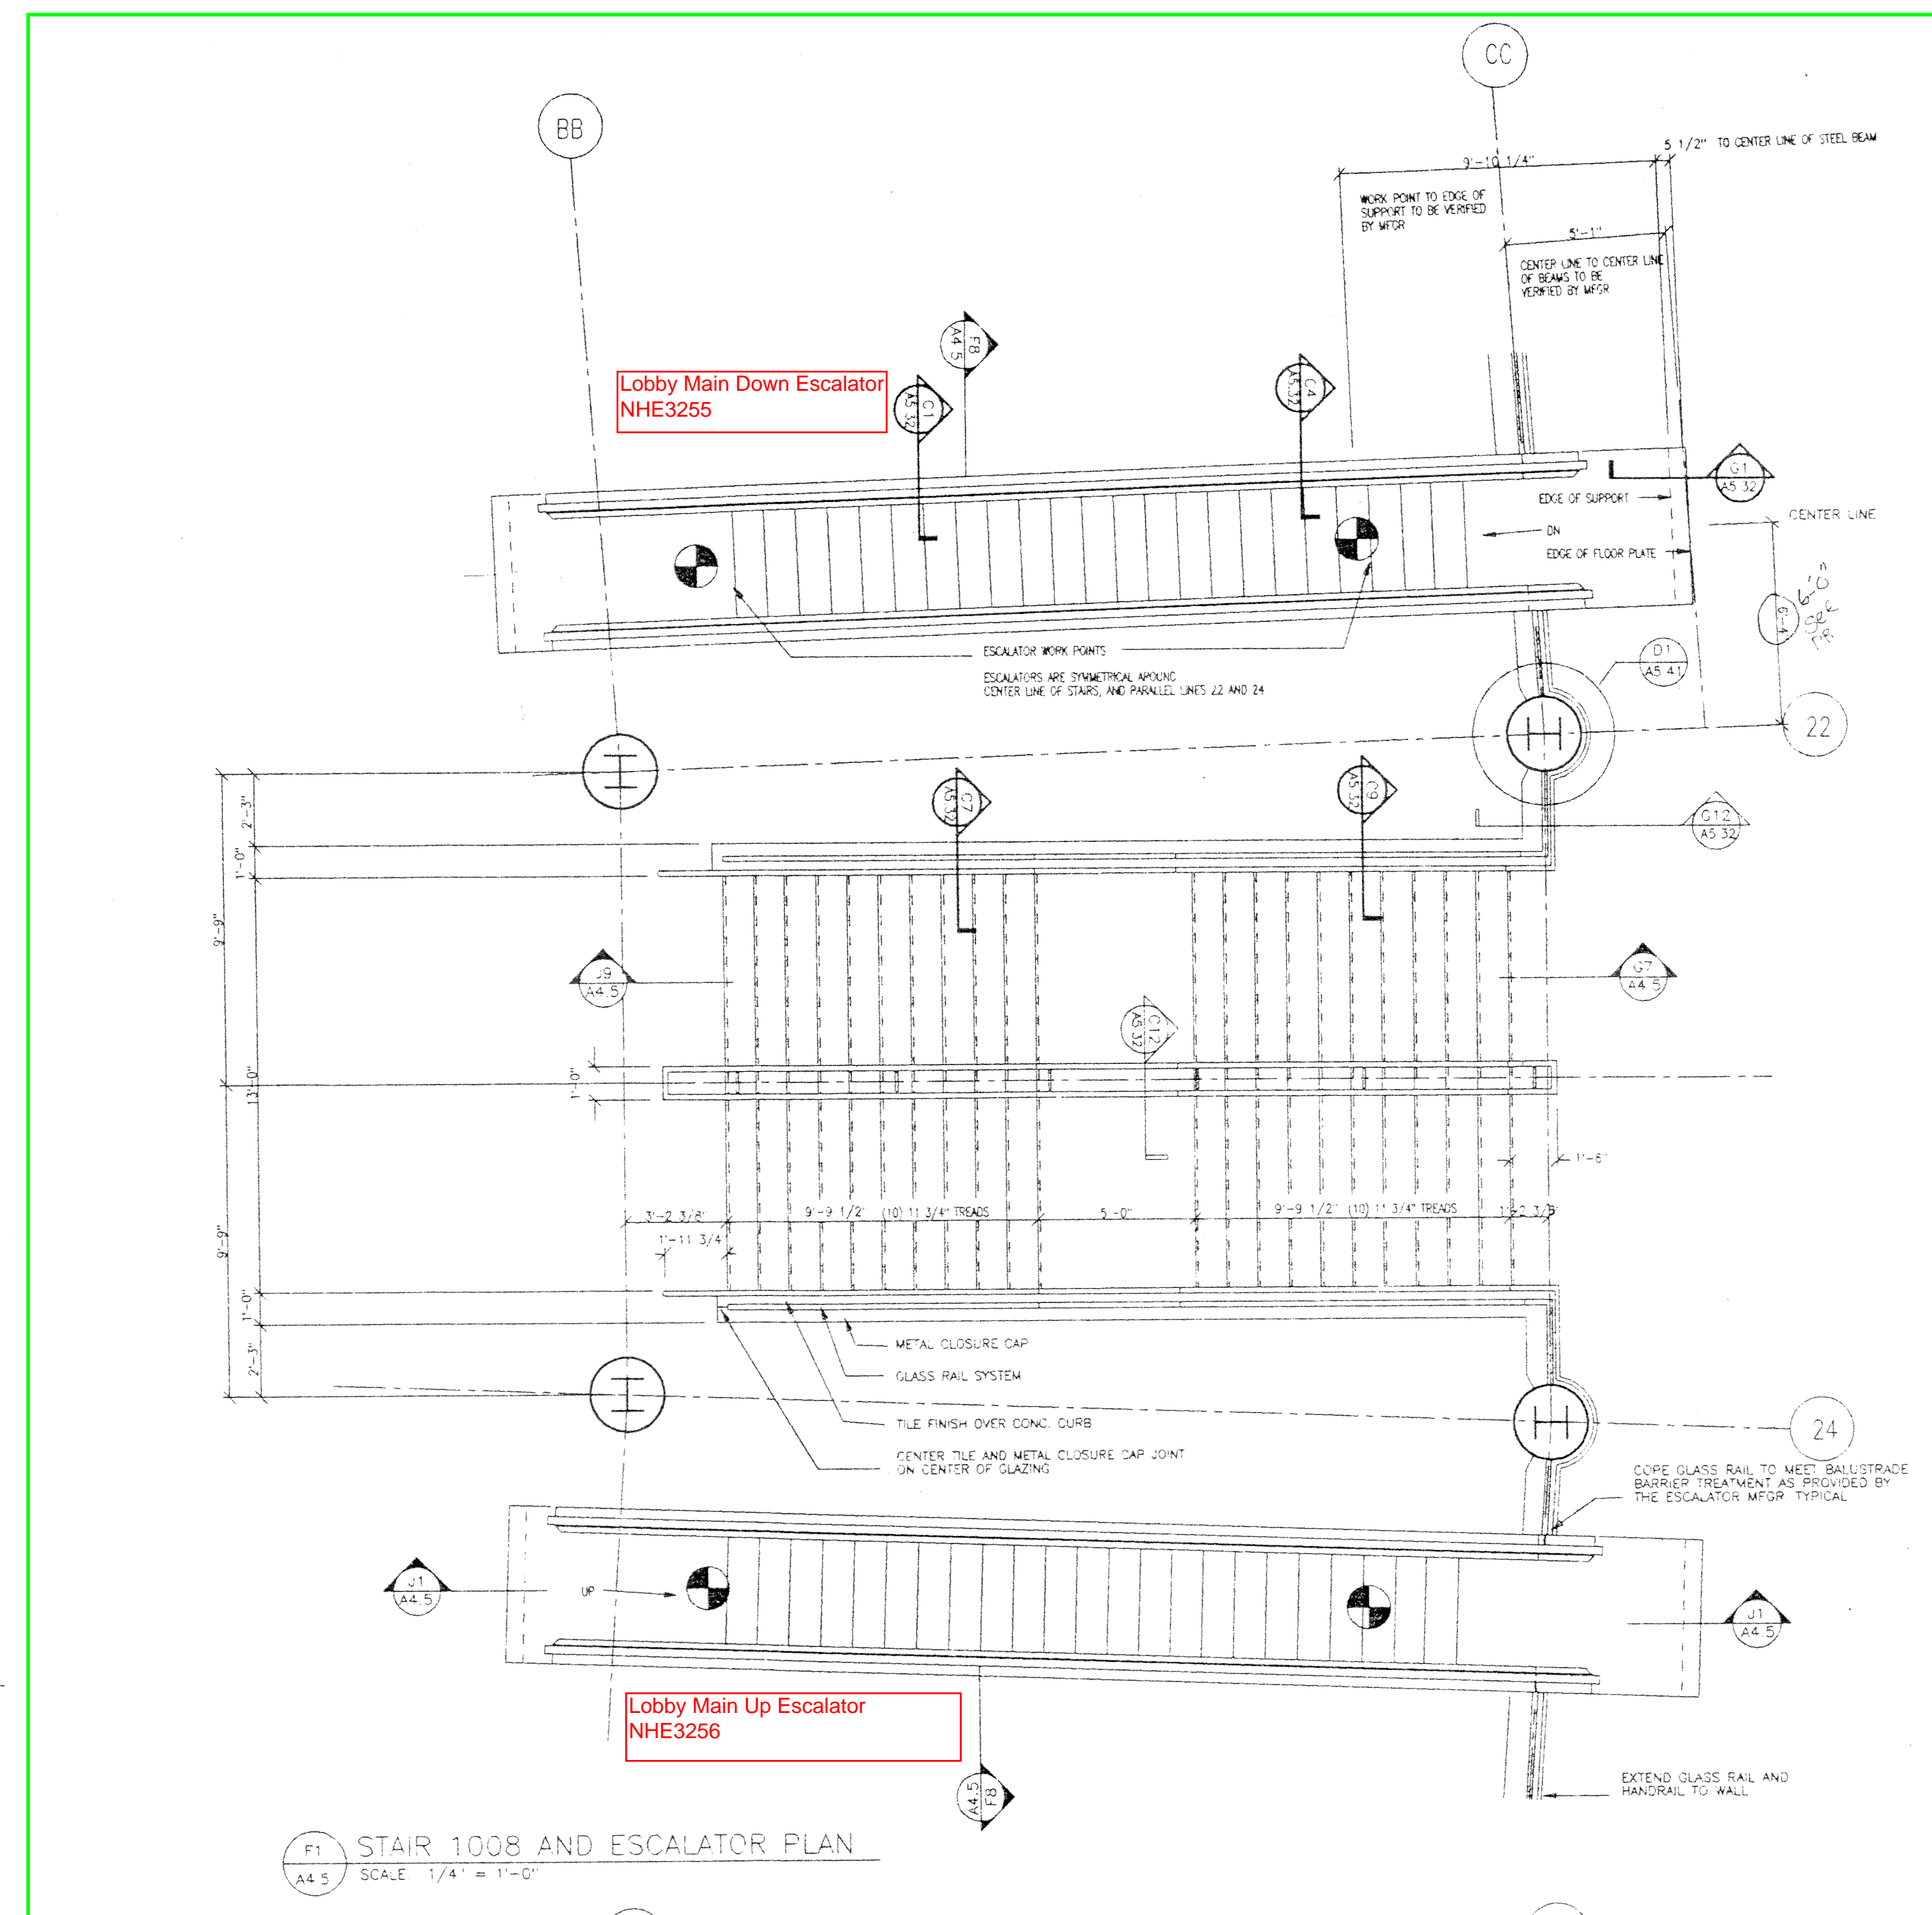 CC
BB
5 1/2" TO CENTER LINE OF STEEL BEAM
9'-10 1/4"
WORK POINT TO EDGE OF
SUPPORT TO BE VERIFIED
BY MFGR
5'-1"
CENTER LINE TO CENTER LINE
OF BEAMS TO BE
VERIFIED BY MFGR
F8
A4.5
Lobby Main Down Escalator
NHE3255
C1
A5.32
C4
A5.32
G1
A5.32
EDGE OF SUPPORT
CENTER LINE
DN
EDGE OF FLOOR PLATE
6'-4"
6'-0"
ESCALATOR WORK POINTS
ESCALATORS ARE SYMMETRICAL AROUND
CENTER LINE OF STAIRS, AND PARALLEL LINES 22 AND 24
D1
A5.41
22
2'-3"
1'-0"
9'-9"
C7
A5.32
C9
A5.32
G12
A5.32
J9
A4.5
G7
A4.5
C12
A5.32
13'-0"
1'-0"
1'-6"
3'-2 3/8"
9'-9 1/2" (10) 11 3/4" TREADS
5'-0"
9'-9 1/2" (10) 11 3/4" TREADS
1'-2 3/8"
1'-11 3/4
9'-9"
1'-0"
2'-3"
METAL CLOSURE CAP
GLASS RAIL SYSTEM
TILE FINISH OVER CONC. CURB
CENTER TILE AND METAL CLOSURE CAP JOINT
ON CENTER OF GLAZING
24
COPE GLASS RAIL TO MEET BALUSTRADE
BARRIER TREATMENT AS PROVIDED BY
THE ESCALATOR MFGR. TYPICAL
J1
A4.5
UP
J1
A4.5
Lobby Main Up Escalator
NHE3256
A4.5
F8
EXTEND GLASS RAIL AND
HANDRAIL TO WALL
F1
A4.5
STAIR 1008 AND ESCALATOR PLAN
SCALE: 1/4" = 1'-0"